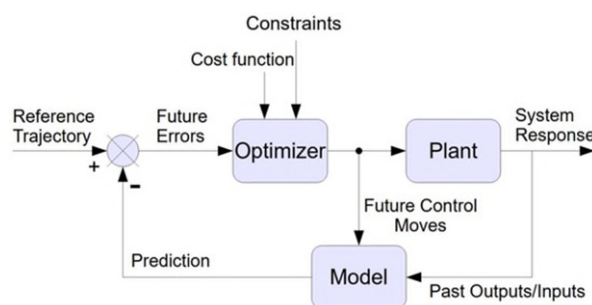 Constraints
Cost function
Reference
Trajectory
Future
Errors
System
Response
+
Optimizer
Plant
-
Future Control
Moves
Prediction
Model
Past Outputs/Inputs